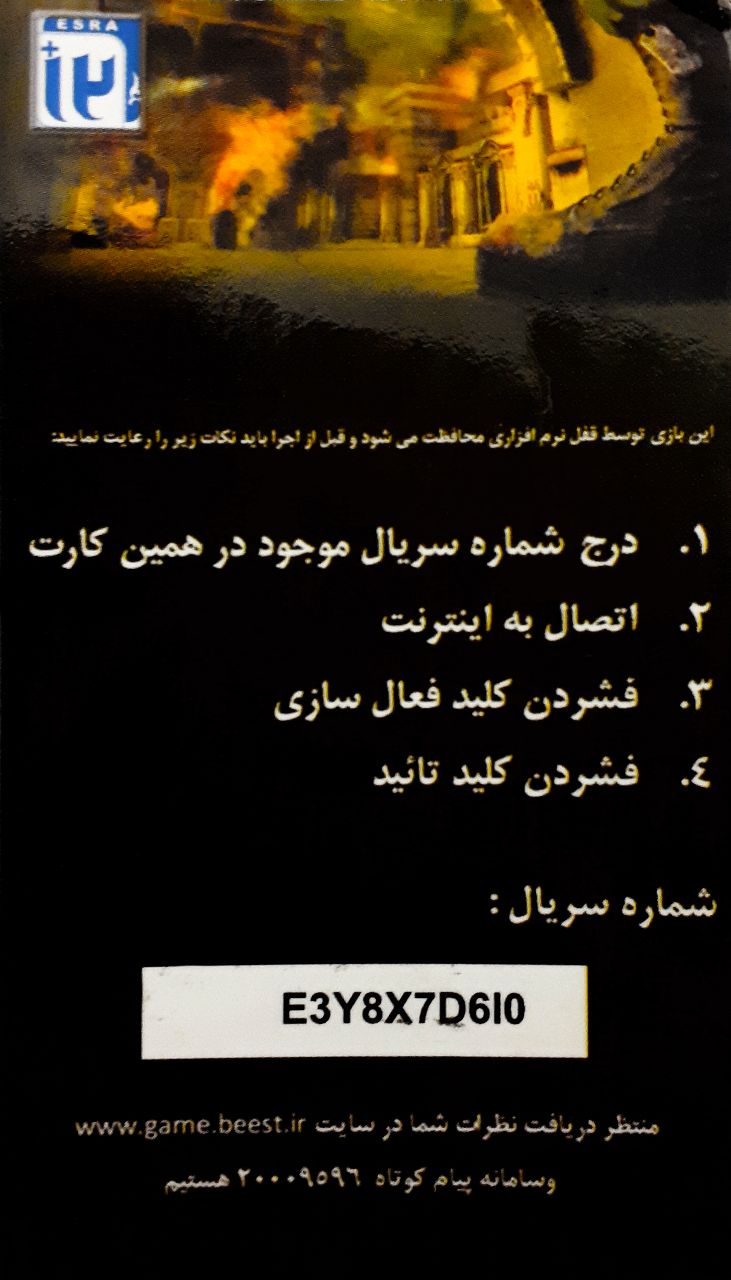 ESRA
+۱۲
این بازی توسط قفل نرم افزاری محافظت می شود و قبل از اجرا باید نکات زیر را رعایت نمایید:
۱. درج شماره سریال موجود در همین کارت
۲. اتصال به اینترنت
۳. فشردن کلید فعال سازی
٤. فشردن کلید تائید
شماره سریال :
E3Y8X7D6I0
منتظر دریافت نظرات شما در سایت www.game.beest.ir
وسامانه پیام کوتاه ۲۰۰۰۹۵۹۶ هستیم